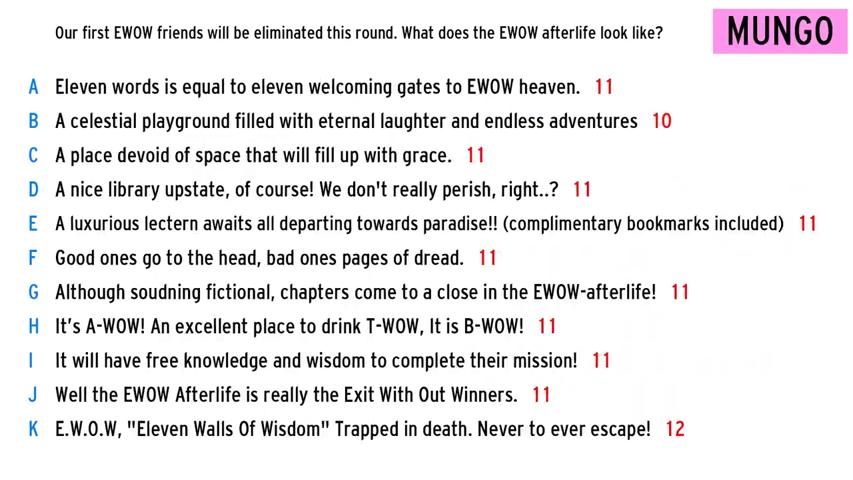 Our first EWOW friends will be eliminated this round. What does the EWOW afterlife look like?
MUNGO
A Eleven words is equal to eleven welcoming gates to EWOW heaven. 11
B A celestial playground filled with eternal laughter and endless adventures 10
C A place devoid of space that will fill up with grace. 11
D A nice library upstate, of course! We don't really perish, right..? 11
E A luxurious lectern awaits all departing towards paradise!! (complimentary bookmarks included) 11
F Good ones go to the head, bad ones pages of dread. 11
G Although soudning fictional, chapters come to a close in the EWOW-afterlife! 11
H It's A-WOW! An excellent place to drink T-WOW, It is B-WOW! 11
I It will have free knowledge and wisdom to complete their mission! 11
J Well the EWOW Afterlife is really the Exit With Out Winners. 11
K E.W.O.W, "Eleven Walls Of Wisdom" Trapped in death. Never to ever escape! 12